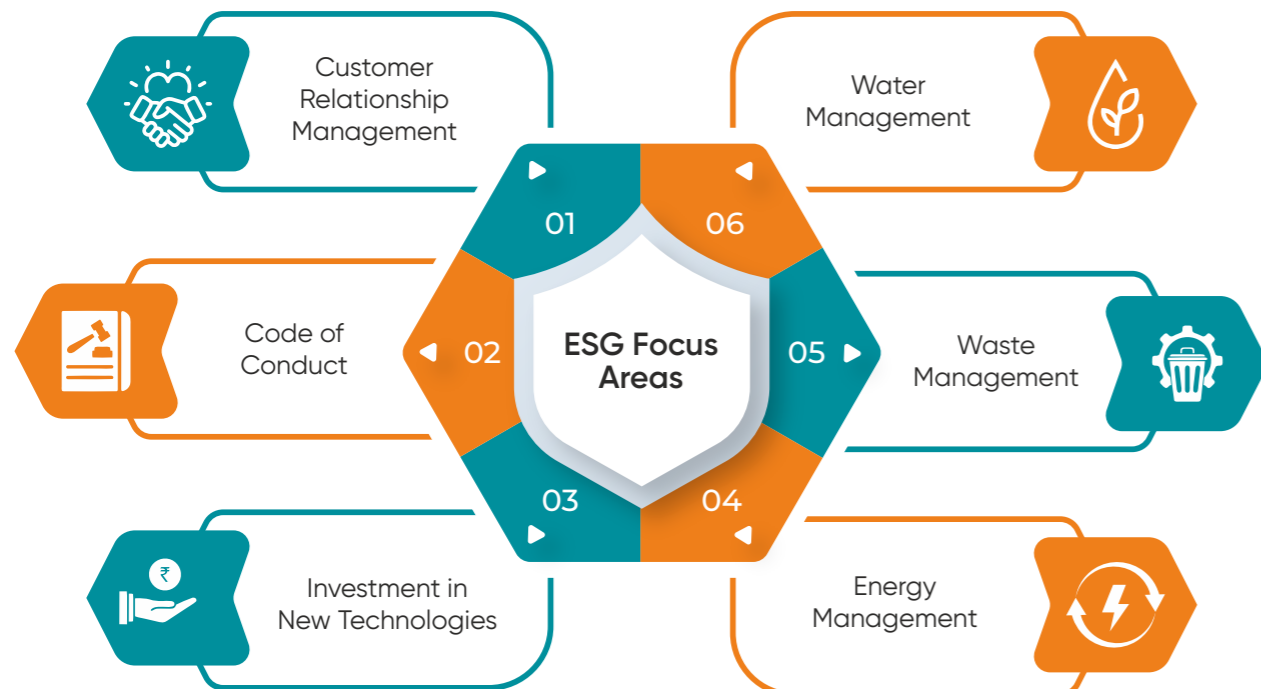 Customer
Relationship
Management
Water
Management
01
06
Code of
Conduct
02
ESG Focus
Areas
05
Waste
Management
03
04
₹
Investment in
New Technologies
Energy
Management